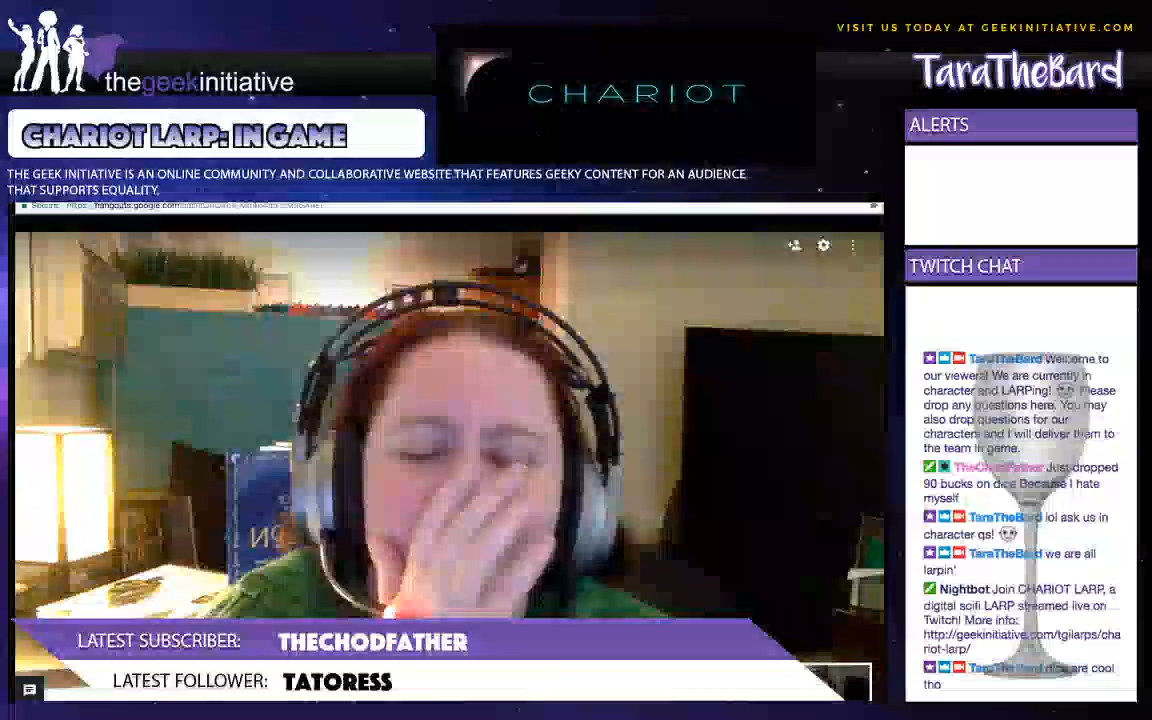 VISIT US TODAY AT GEEKINITIATIVE.COM
thegeekinitiative
CHARIOT
TaraTheBard
CHARIOT LARP: IN GAME
THE GEEK INITIATIVE IS AN ONLINE COMMUNITY AND COLLABORATIVE WEBSITE THAT FEATURES GEEKY CONTENT FOR AN AUDIENCE
THAT SUPPORTS EQUALITY.
hangouts.google.com
ALERTS
TWITCH CHAT
TaraTheBard Welcome to
our viewers! We are currently in
character and LARPing! Please
drop any questions here. You may
also drop questions for our
characters and I will deliver them to
the team in game.
TheChodFather Just dropped
90 bucks on dice Because I hate
myself
TaraTheBard lol ask us in
character qs!
TaraTheBard we are all
larpin'
Nightbot Join CHARIOT LARP, a
digital scifi LARP streamed live on
Twitch! More info:
http://geekinitiative.com/tgilarps/cha
riot-larp/
TaraTheBard dice are cool
tho
LATEST SUBSCRIBER: THECHODFATHER
LATEST FOLLOWER: TATORESS